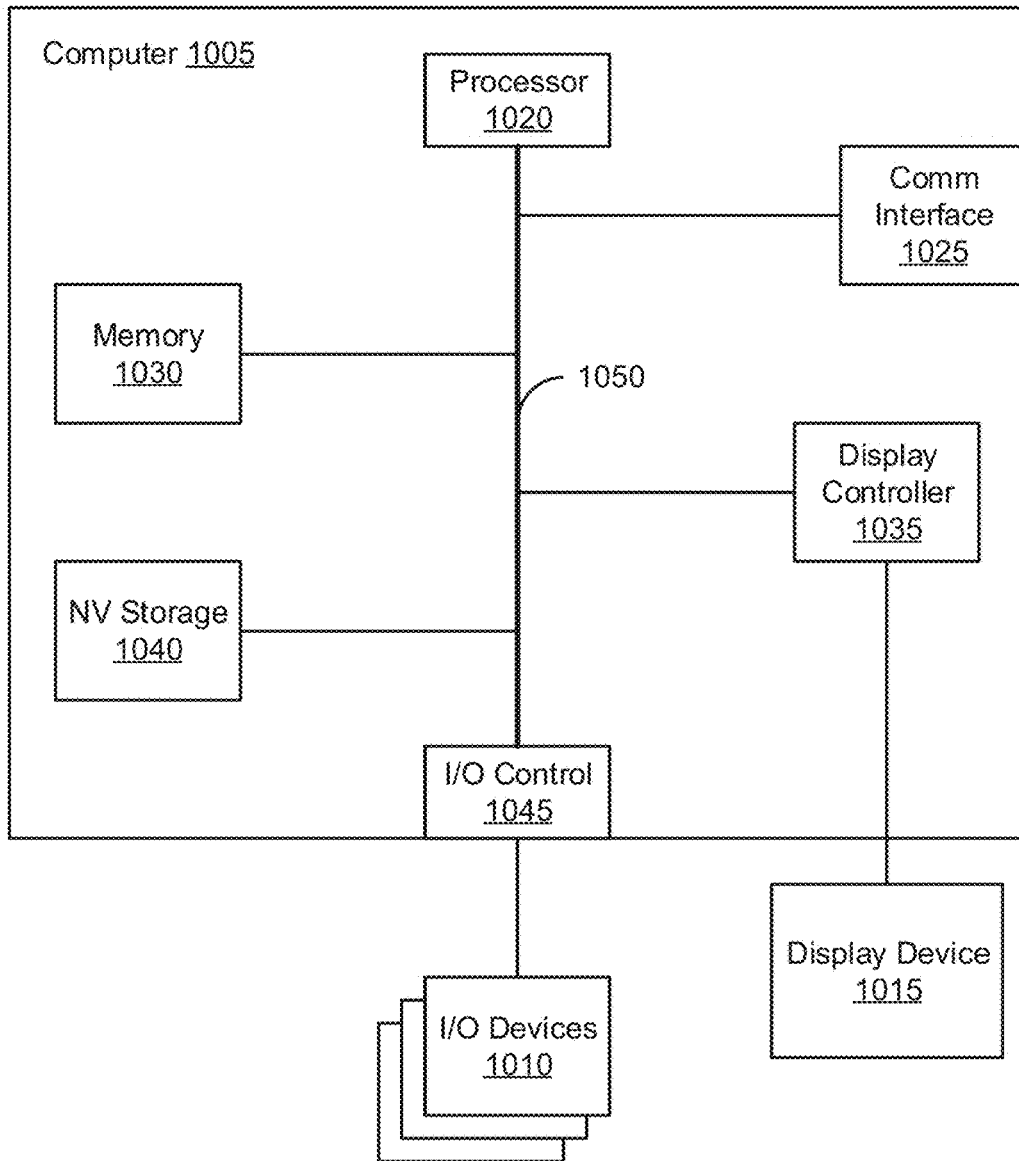 Computer 1005
Processor
1020
Comm
Interface
1025
Memory
1030
1050
Display
Controller
1035
NV Storage
1040
I/O Control
1045
Display Device
1015
I/O Devices
1010